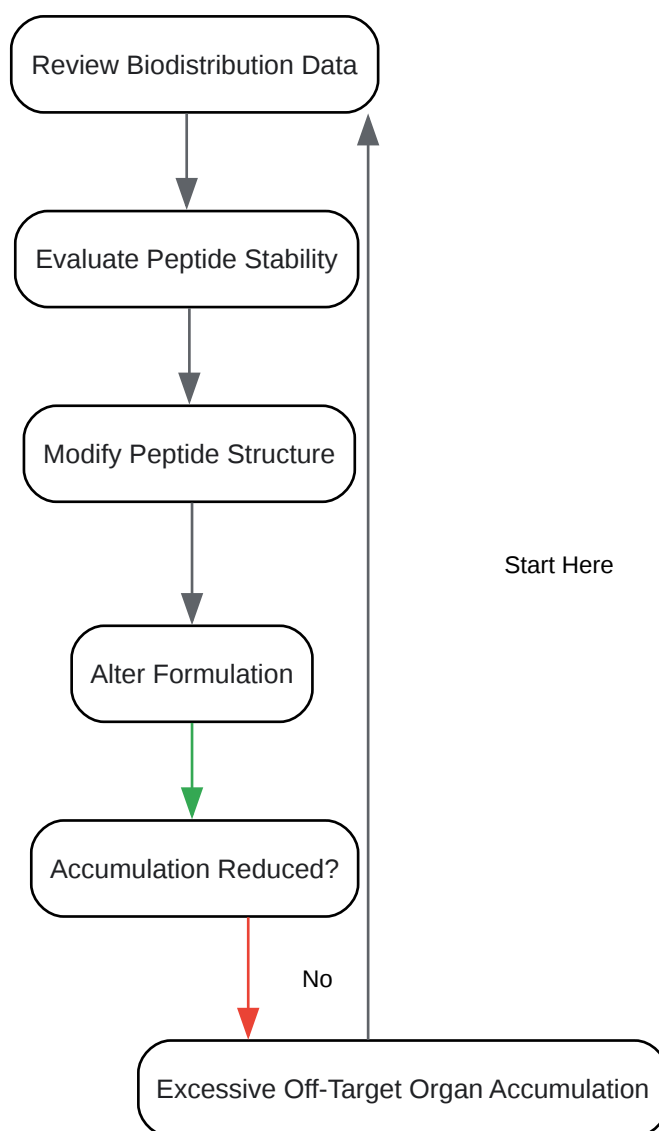 Review Biodistribution Data
Evaluate Peptide Stability
Modify Peptide Structure
Start Here
Alter Formulation
Accumulation Reduced?
No
Excessive Off-Target Organ Accumulation